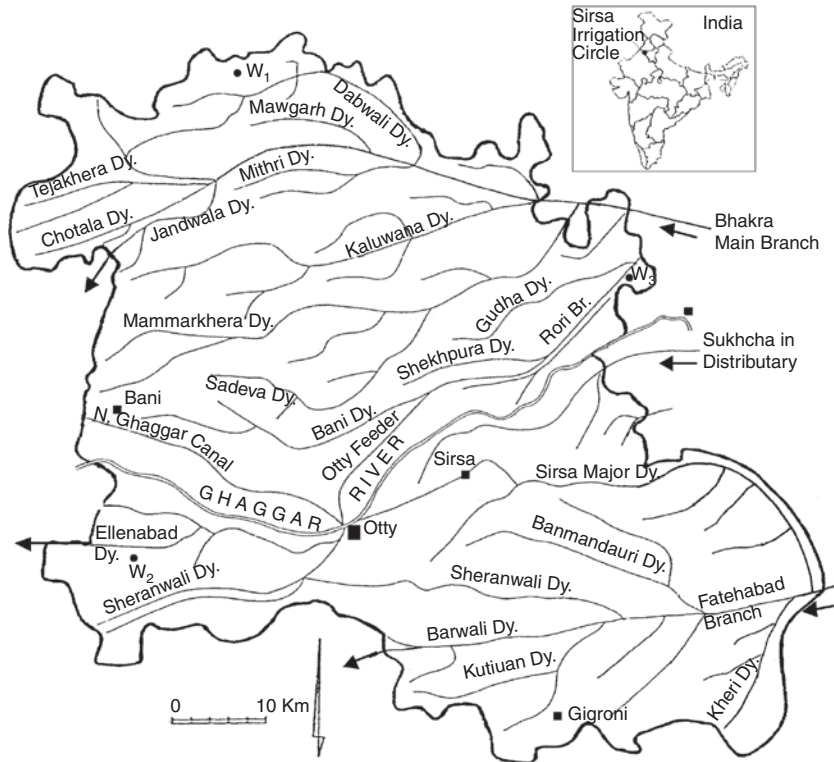 Sirsa
Irrigation
Circle
India
W1
Mawgarh Dy.
Dabwali Dy.
Tejakhera Dy.
Mithri Dy.
Chotala Dy.
Jandwala Dy.
Kaluwana Dy.
Bhakra
Main Branch
W3
Gudha Dy.
Rori Br.
Mammarkhera Dy.
Shekhpura Dy.
Sukhcha in
Distributary
Sadeva Dy.
Bani
Bani Dy.
N. Ghaggar Canal
Otty Feeder
Sirsa
Sirsa Major Dy.
GHAGGAR
RIVER
Otty
Ellenabad
Dy.
W2
Banmandauri Dy.
Sheranwali Dy.
Sheranwali Dy.
Fatehabad
Branch
Barwali Dy.
Kutiuan Dy.
Kheri Dy.
Gigroni
0 10 Km